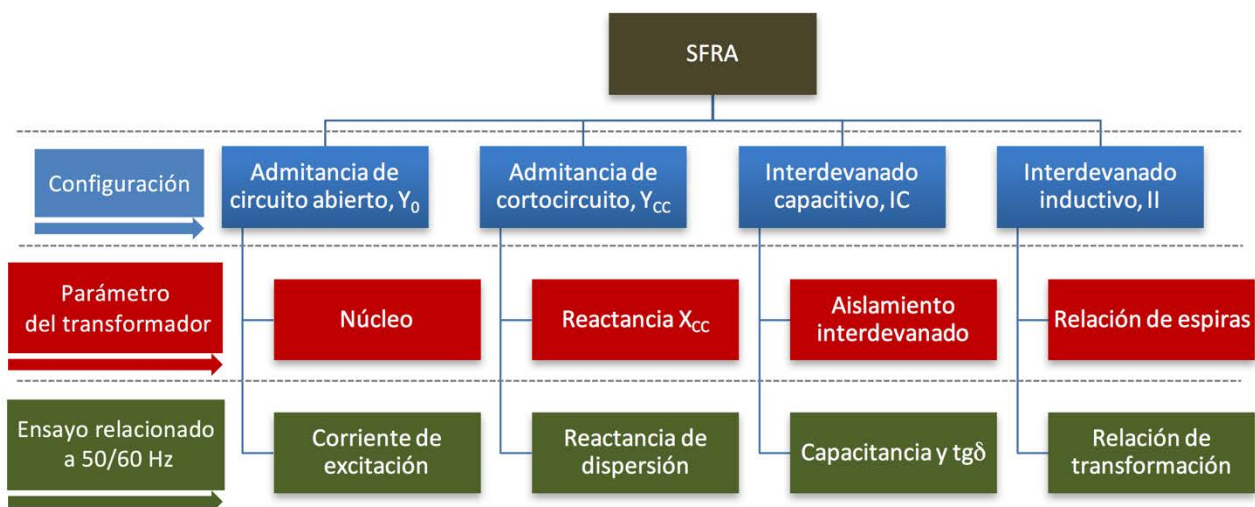 SFRA
Configuración
Admitancia de
circuito abierto, Y₀
Admitancia de
cortocircuito, Y_CC
Interdevanado
capacitivo, IC
Interdevanado
inductivo, II
Parámetro
del transformador
Núcleo
Reactancia X_CC
Aislamiento
interdevanado
Relación de espiras
Ensayo relacionado
a 50/60 Hz
Corriente de
excitación
Reactancia de
dispersión
Capacitancia y tgδ
Relación de
transformación